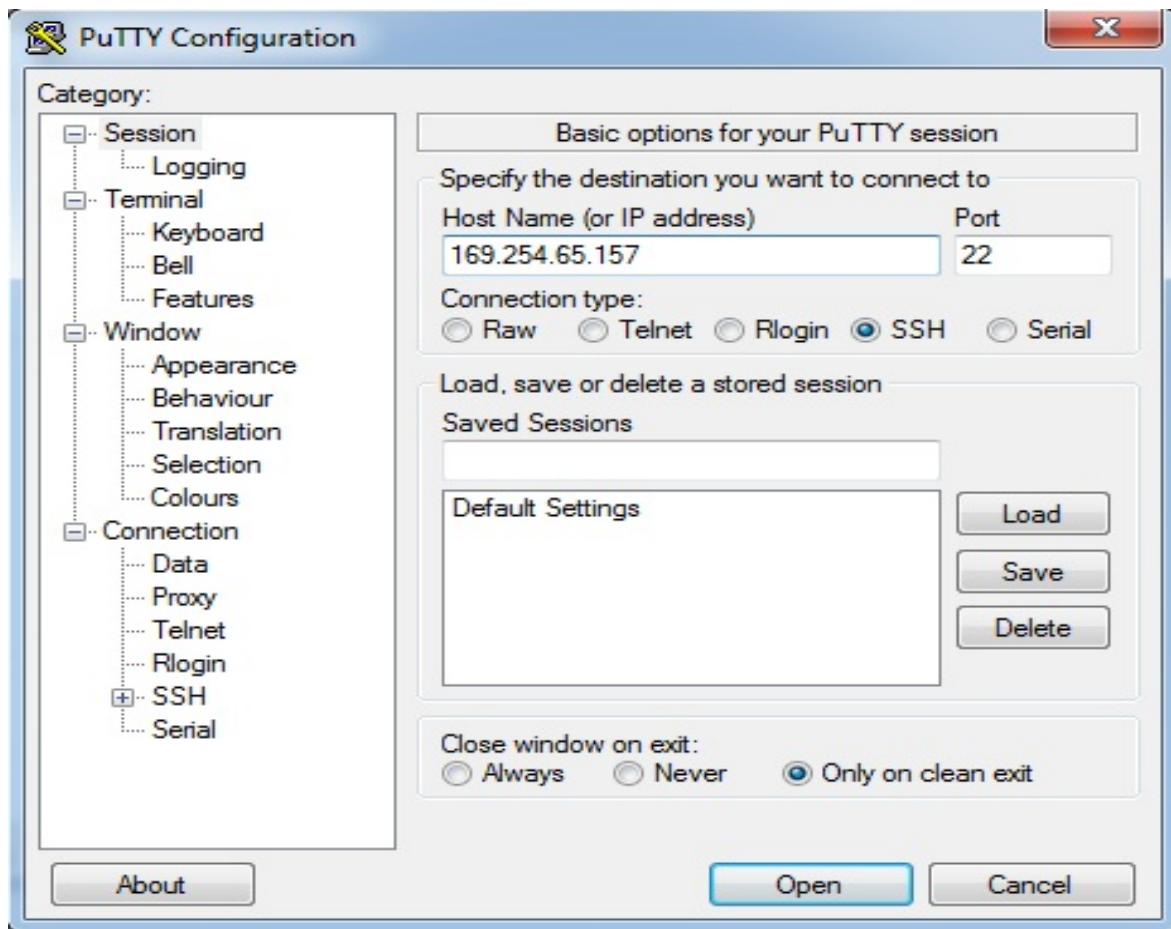 PuTTY Configuration
Category:
Session
Logging
Terminal
Keyboard
Bell
Features
Window
Appearance
Behaviour
Translation
Selection
Colours
Connection
Data
Proxy
Telnet
Rlogin
SSH
Serial
Basic options for your PuTTY session
Specify the destination you want to connect to
Host Name (or IP address) Port
169.254.65.157 22
Connection type:
Raw Telnet Rlogin SSH Serial
Load, save or delete a stored session
Saved Sessions
Default Settings
Load
Save
Delete
Close window on exit:
Always Never Only on clean exit
About Open Cancel